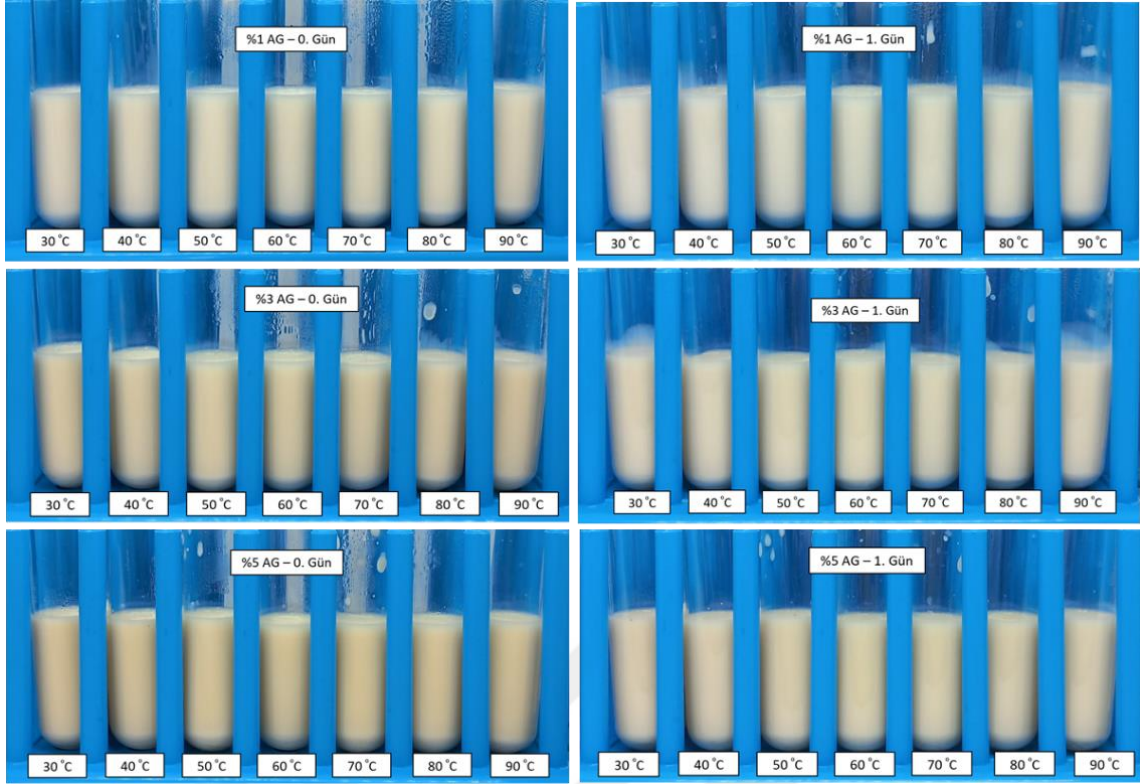 %1 AG – 0. Gün
30 °C 40 °C 50 °C 60 °C 70 °C 80 °C 90 °C
%1 AG – 1. Gün
30 °C 40 °C 50 °C 60 °C 70 °C 80 °C 90 °C
%3 AG – 0. Gün
30 °C 40 °C 50 °C 60 °C 70 °C 80 °C 90 °C
%3 AG – 1. Gün
30 °C 40 °C 50 °C 60 °C 70 °C 80 °C 90 °C
%5 AG – 0. Gün
30 °C 40 °C 50 °C 60 °C 70 °C 80 °C 90 °C
%5 AG – 1. Gün
30 °C 40 °C 50 °C 60 °C 70 °C 80 °C 90 °C